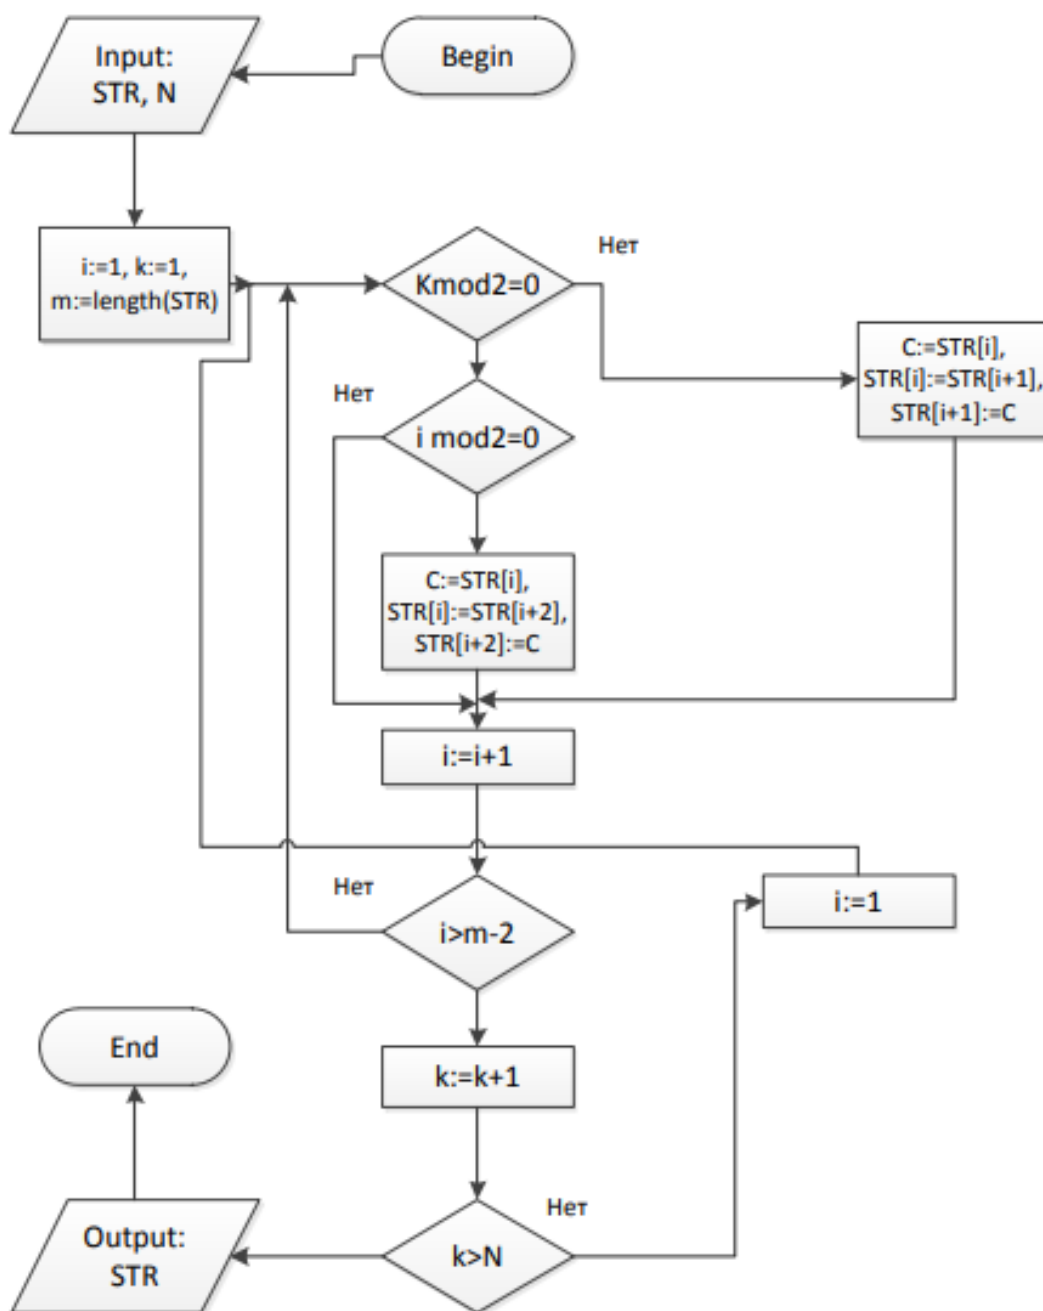 Begin
Input:
STR, N
i:=1, k:=1,
m:=length(STR)
Kmod2=0
Нет
C:=STR[i],
STR[i]:=STR[i+1],
STR[i+1]:=C
Нет
i mod2=0
C:=STR[i],
STR[i]:=STR[i+2],
STR[i+2]:=C
i:=i+1
Нет
i>m-2
i:=1
k:=k+1
Нет
k>N
Output:
STR
End